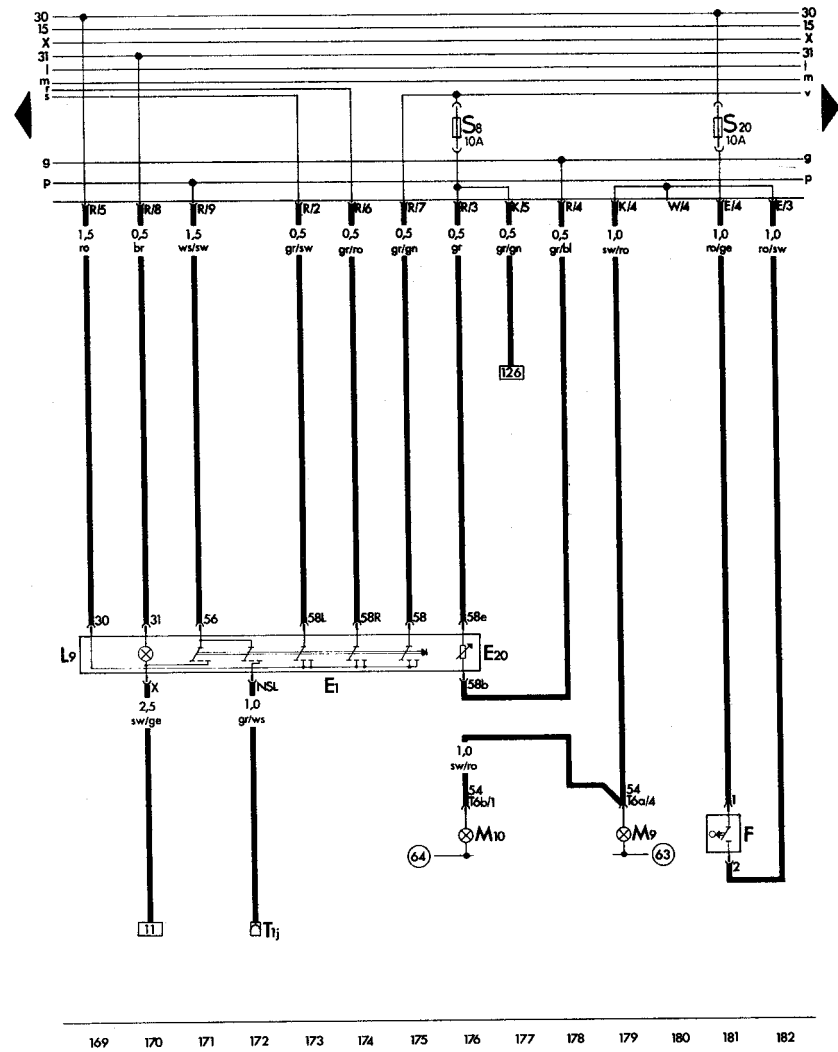 30 30
15 15
X X
31 31
l l
m m
r
s v
S8 10A S20 10A
g g
p p
R/5 R/8 R/9 R/2 R/6 R/7 R/3 K/5 R/4 K/4 W/4 E/4 E/3
1,5 0,5 1,5 0,5 0,5 0,5 0,5 0,5 0,5 1,0 1,0 1,0
ro br ws/sw gr/sw gr/ro gr/gn gr gr/gn gr/bl sw/ro ro/ge ro/sw
126
30 31 56 58L 58R 58 58e
L9 E20
E1
X NSL 58b
2,5 1,0
sw/ge gr/ws
1,0
sw/ro
54 54
T6b/1 T6a/4 1
M10 M9 F
64 63
2
11 T1j
169 170 171 172 173 174 175 176 177 178 179 180 181 182